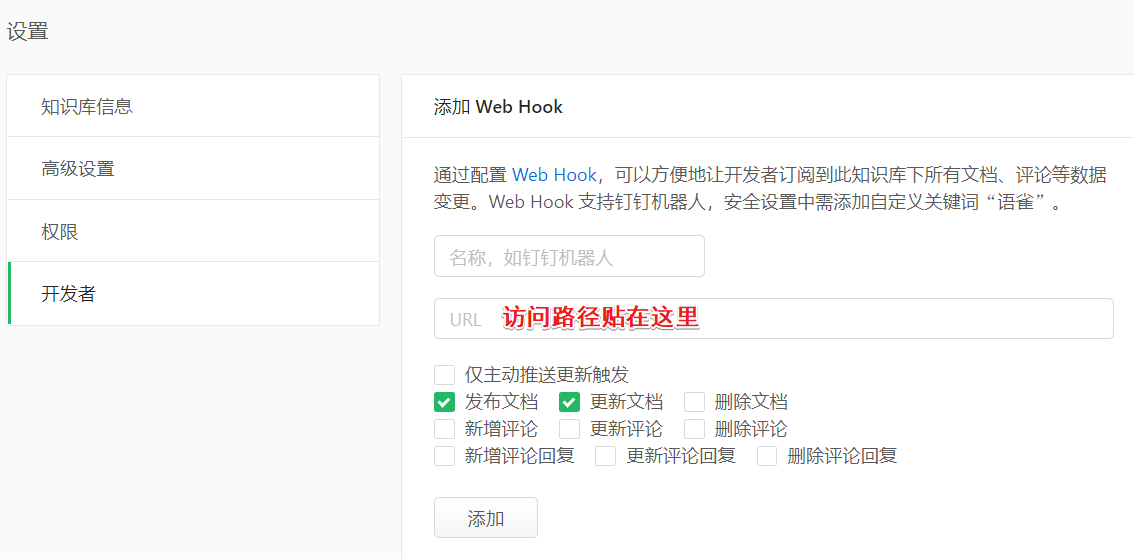 设置
知识库信息
高级设置
权限
开发者
添加 Web Hook
通过配置 Web Hook，可以方便地让开发者订阅到此知识库下所有文档、评论等数据
变更。Web Hook 支持钉钉机器人，安全设置中需添加自定义关键词“语雀”。
名称，如钉钉机器人
URL 访问路径贴在这里
仅主动推送更新触发
发布文档 更新文档 删除文档
新增评论 更新评论 删除评论
新增评论回复 更新评论回复 删除评论回复
添加